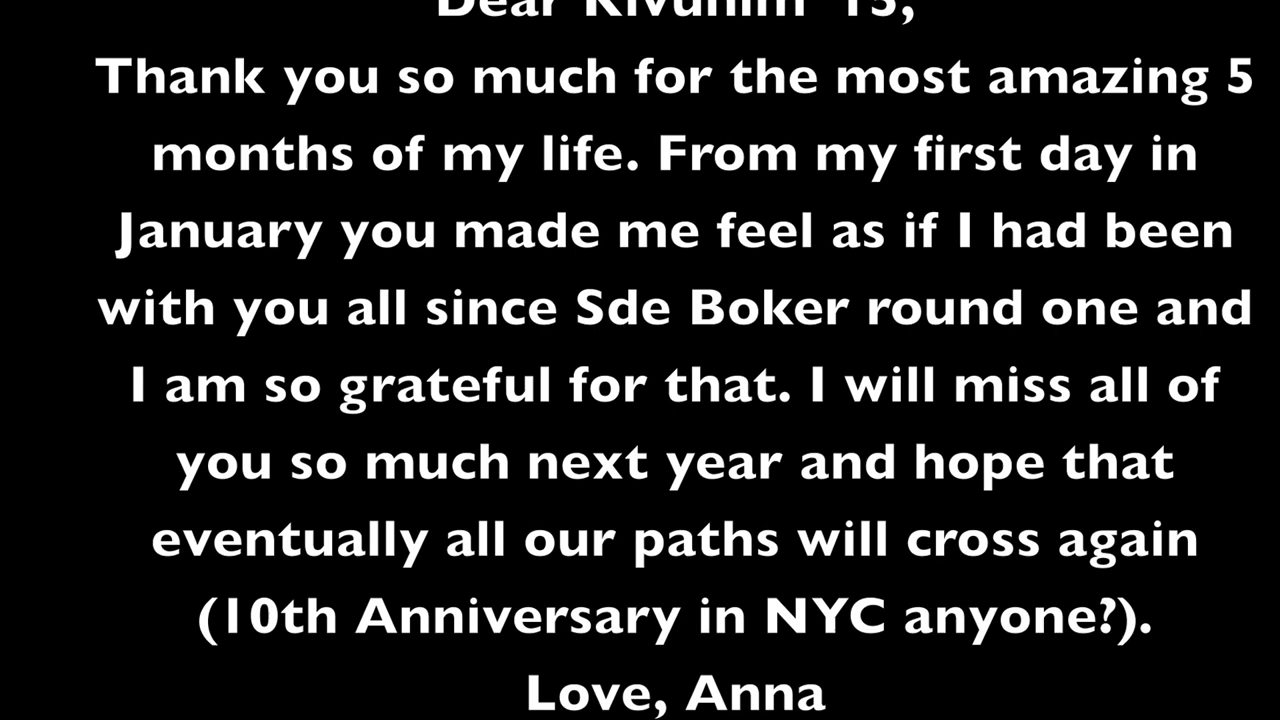 Dear Kivunim '15,
Thank you so much for the most amazing 5
months of my life. From my first day in
January you made me feel as if I had been
with you all since Sde Boker round one and
I am so grateful for that. I will miss all of
you so much next year and hope that
eventually all our paths will cross again
(10th Anniversary in NYC anyone?).
Love, Anna